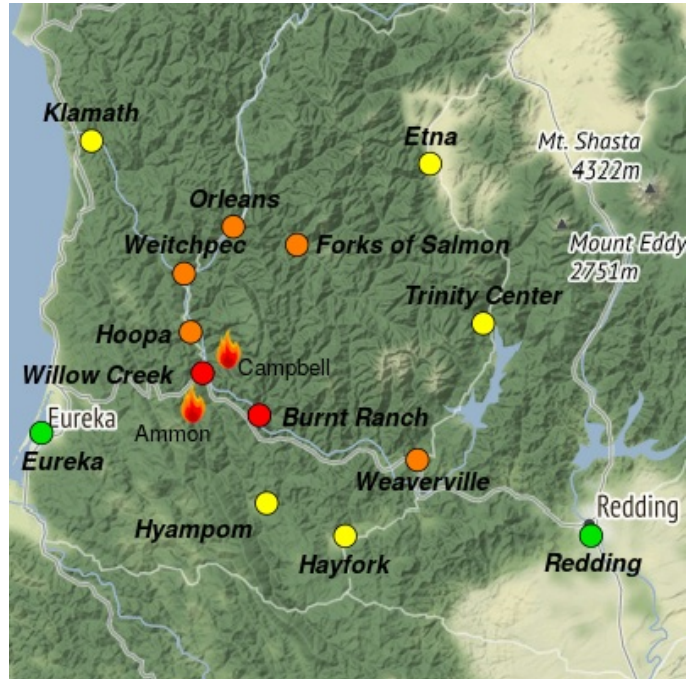 Klamath
Etna
Mt. Shasta
4322m
Orleans
Weitchpec
Forks of Salmon
Mount Eddy
2751m
Trinity Center
Hoopa
Campbell
Willow Creek
Burnt Ranch
Ammon
Eureka
Eureka
Weaverville
Hyampom
Hayfork
Redding
Redding